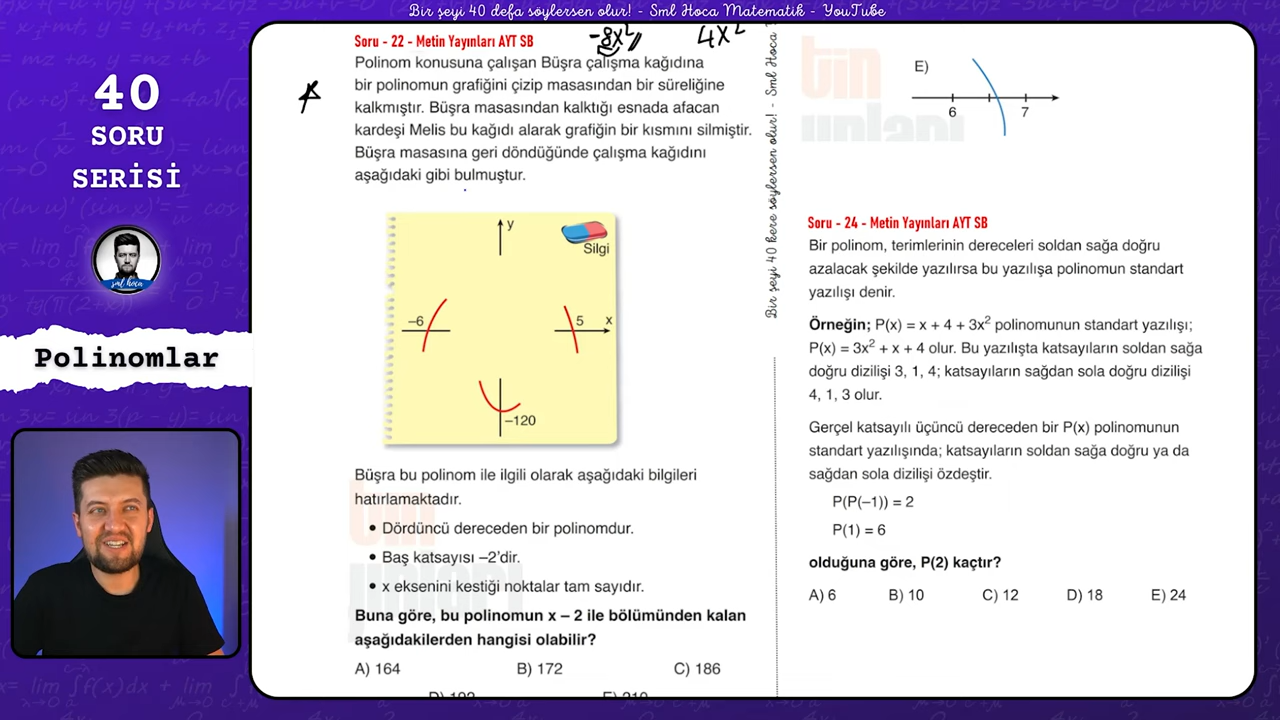 Bir şeyi 40 defa söylersen olur! - Sml Hoca Matematik - YouTube
40
SORU
SERİSİ
sml hoca
Polinomlar
-8x² 4x²
Soru - 22 - Metin Yayınları AYT SB
Polinom konusuna çalışan Büşra çalışma kağıdına
bir polinomun grafiğini çizip masasından bir süreliğine
kalkmıştır. Büşra masasından kalktığı esnada afacan
kardeşi Melis bu kağıdı alarak grafiğin bir kısmını silmiştir.
Büşra masasına geri döndüğünde çalışma kağıdını
aşağıdaki gibi bulmuştur.
y
Silgi
–6
5
x
–120
Büşra bu polinom ile ilgili olarak aşağıdaki bilgileri
hatırlamaktadır.
• Dördüncü dereceden bir polinomdur.
• Baş katsayısı –2'dir.
• x eksenini kestiği noktalar tam sayıdır.
Buna göre, bu polinomun x – 2 ile bölümünden kalan
aşağıdakilerden hangisi olabilir?
A) 164 B) 172 C) 186
Bir şeyi 40 kere söylersen olur! - Sml Hoca
E)
6 7
Soru - 24 - Metin Yayınları AYT SB
Bir polinom, terimlerinin dereceleri soldan sağa doğru
azalacak şekilde yazılırsa bu yazılışa polinomun standart
yazılışı denir.
Örneğin; P(x) = x + 4 + 3x² polinomunun standart yazılışı;
P(x) = 3x² + x + 4 olur. Bu yazılışta katsayıların soldan sağa
doğru dizilişi 3, 1, 4; katsayıların sağdan sola doğru dizilişi
4, 1, 3 olur.
Gerçel katsayılı üçüncü dereceden bir P(x) polinomunun
standart yazılışında; katsayıların soldan sağa doğru ya da
sağdan sola dizilişi özdeştir.
P(P(–1)) = 2
P(1) = 6
olduğuna göre, P(2) kaçtır?
A) 6 B) 10 C) 12 D) 18 E) 24